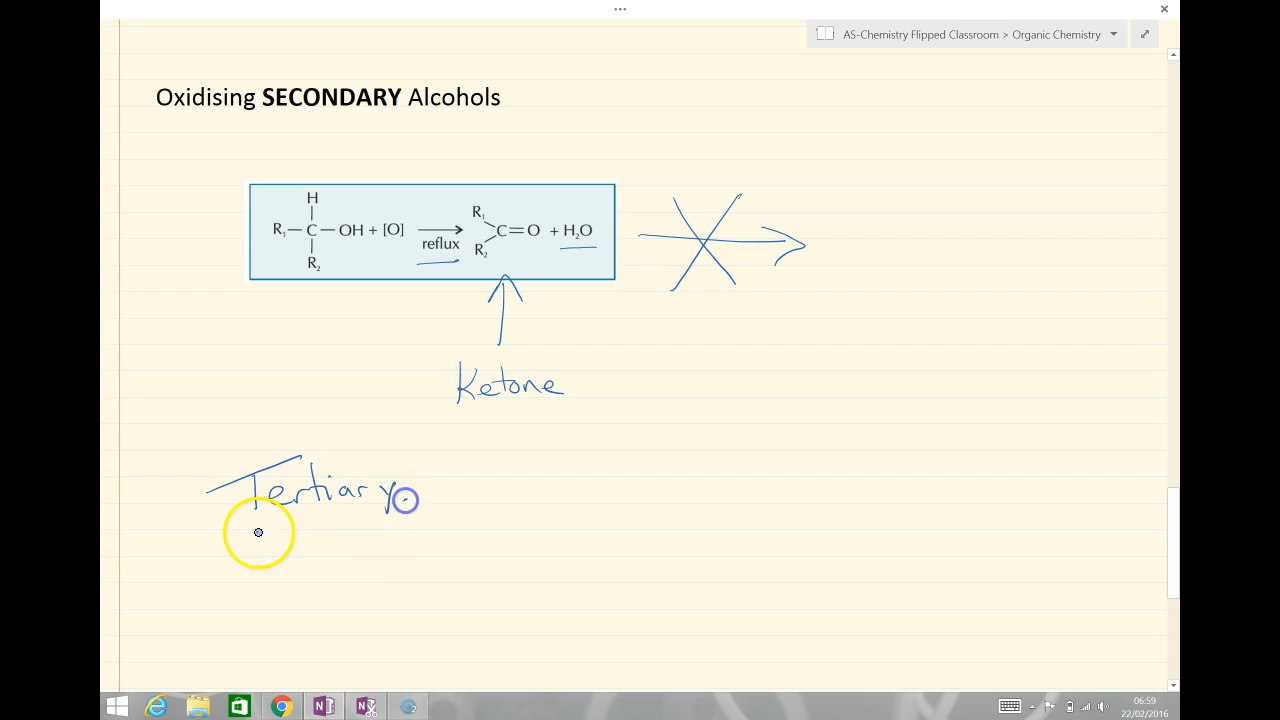 AS-Chemistry Flipped Classroom > Organic Chemistry
Oxidising SECONDARY Alcohols
H
R₁—C—OH + [O] ⟶ R₁ C=O + H₂O
reflux
R₂ R₂
Ketone
Tertiary
06:59
22/02/2016